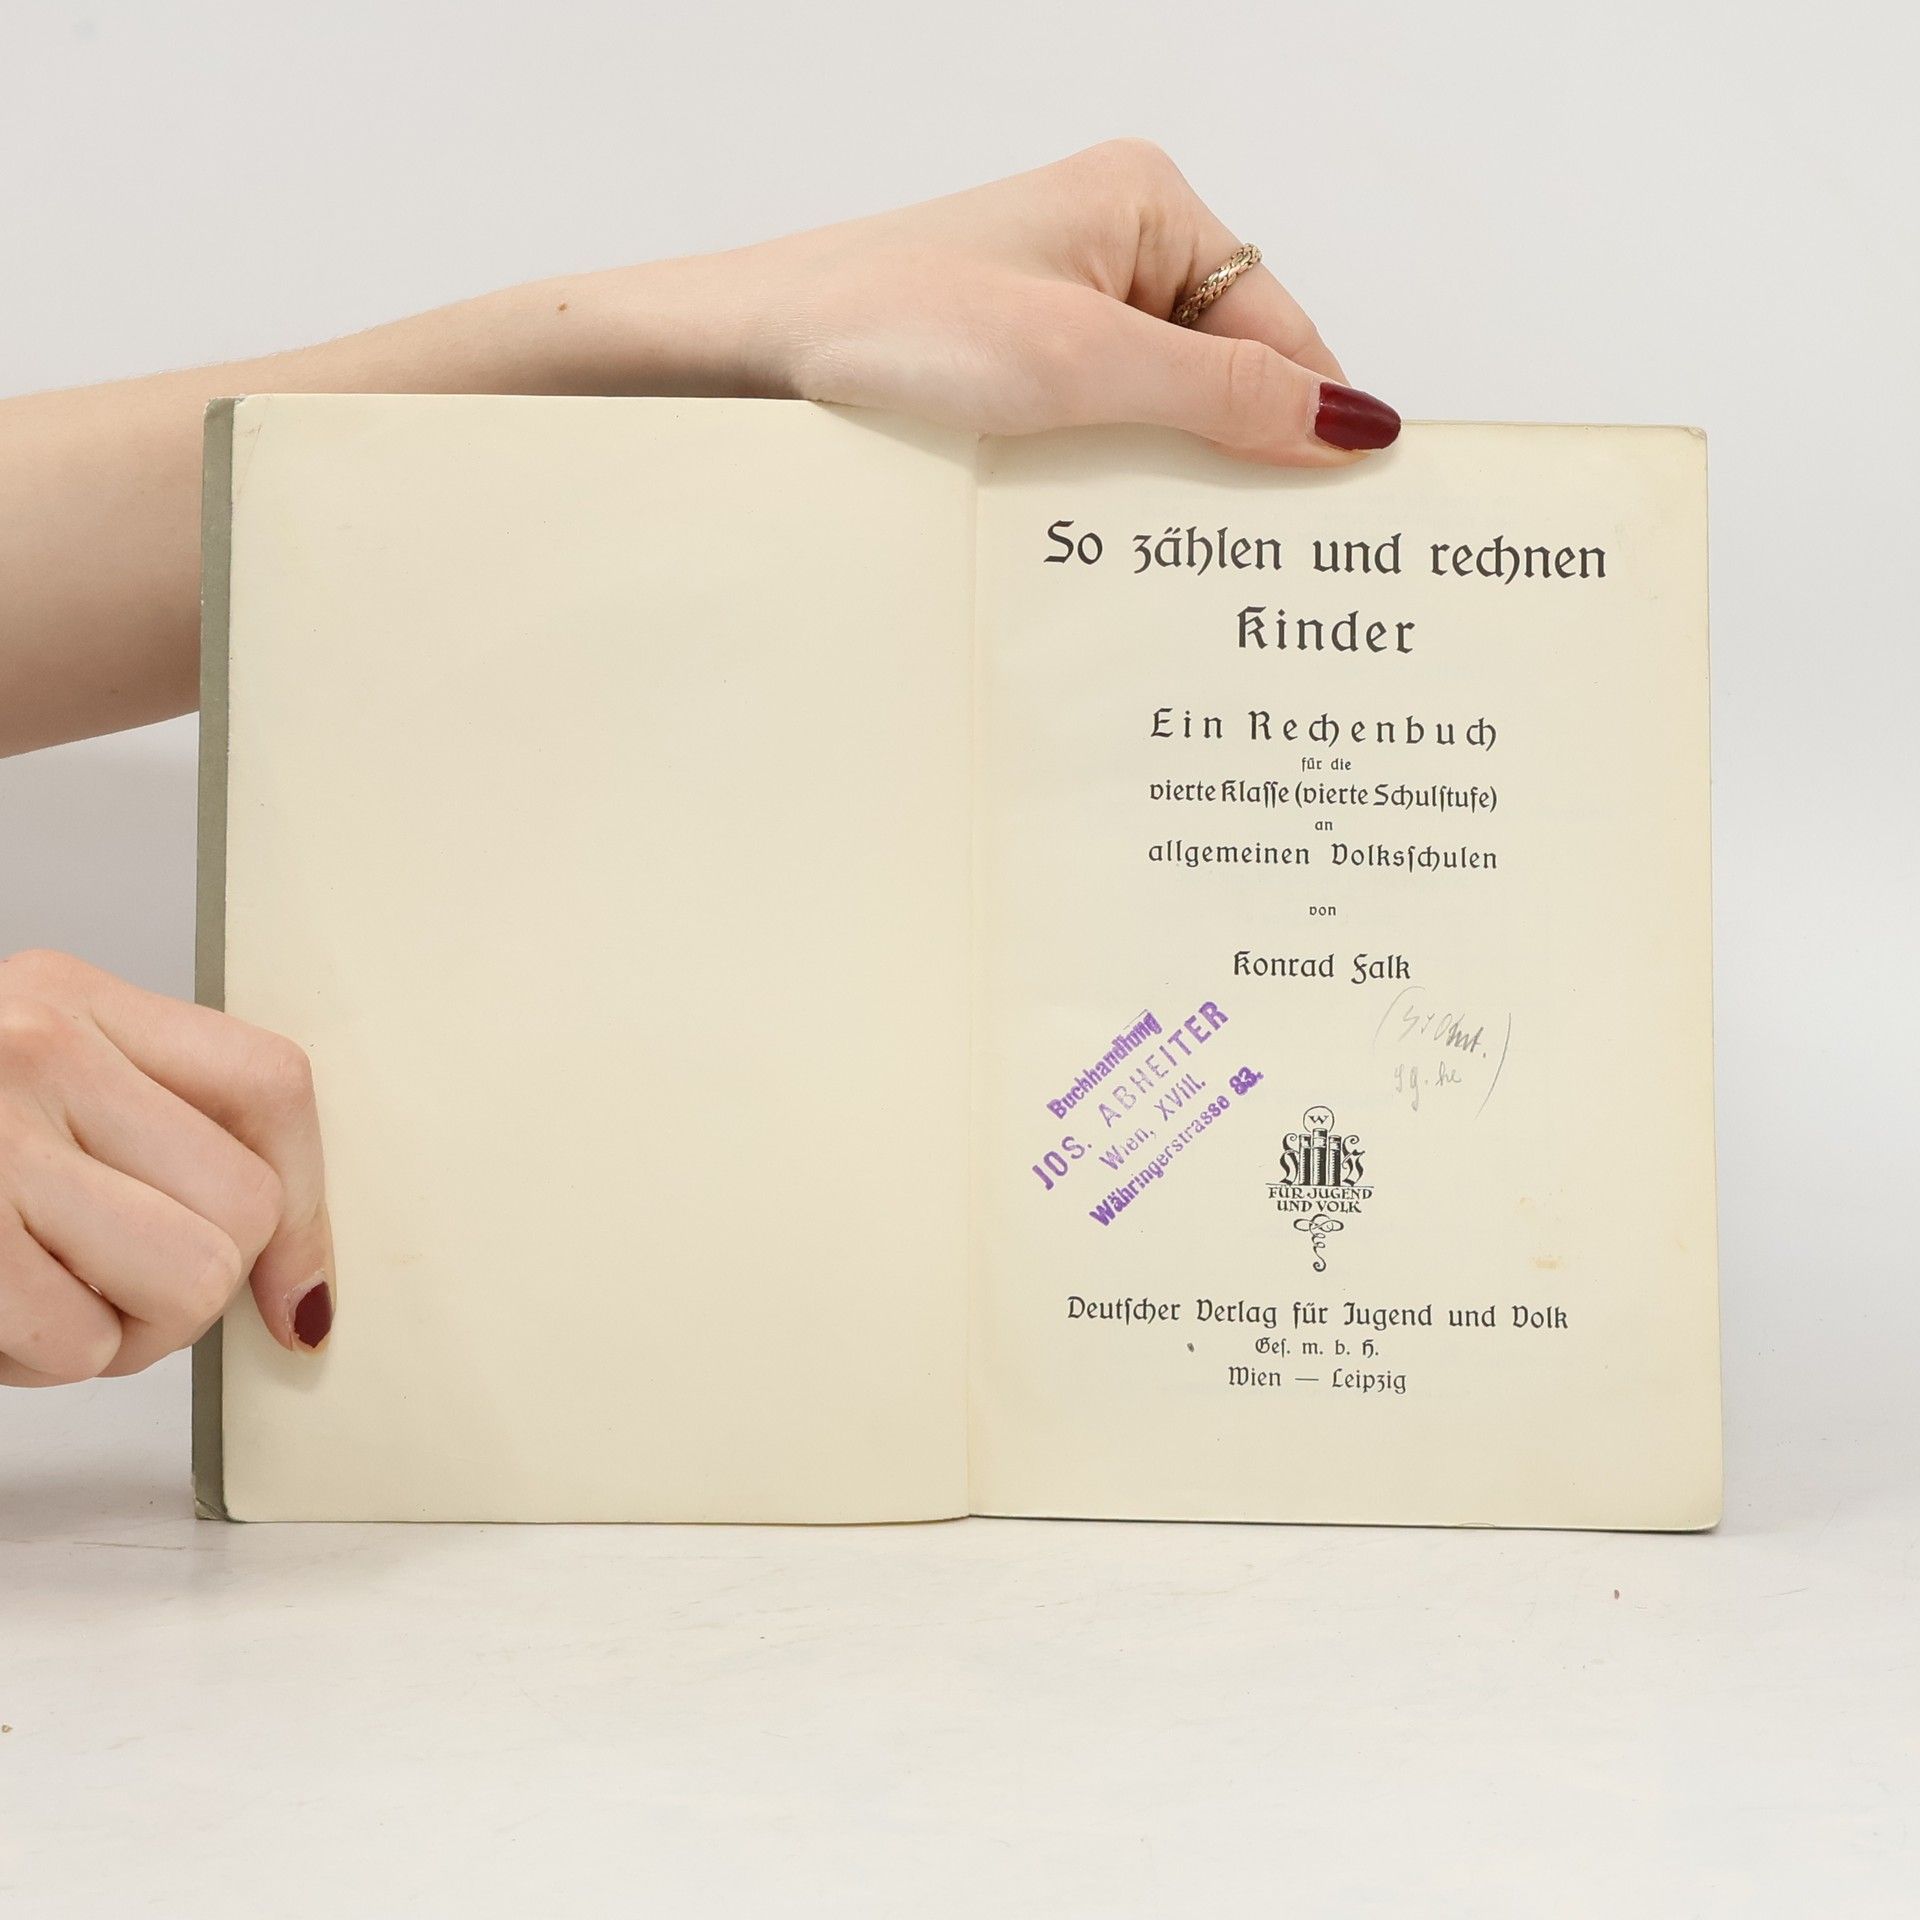 So zählen und rechnen
Kinder
Ein Rechenbuch
für die
vierte Klaſſe (vierte Schulſtufe)
an
allgemeinen Volksſchulen
von
Konrad Falk
Buchhandlung
JOS. ABHEITER
Wien, XVIII.
Währingerstrasse 83.
W
FÜR JUGEND
UND VOLK
Deutſcher Verlag für Jugend und Volk
Geſ. m. b. H.
Wien — Leipzig